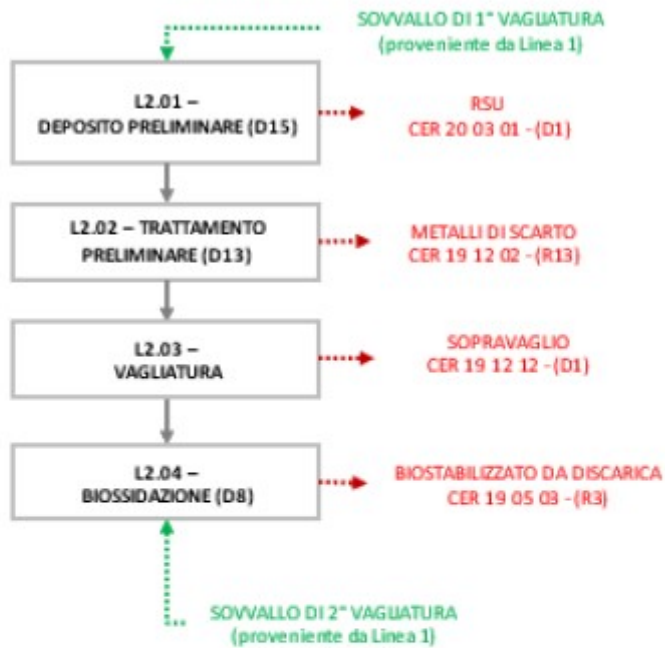 SOVVALLO DI 1° VAGLIATURA
(proveniente da Linea 1)
L2.01 –
DEPOSITO PRELIMINARE (D15)
RSU
CER 20 03 01 - (D1)
L2.02 – TRATTAMENTO
PRELIMINARE (D13)
METALLI DI SCARTO
CER 19 12 02 - (R13)
L2.03 –
VAGLIATURA
SOPRAVAGLIO
CER 19 12 12 - (D1)
L2.04 –
BIOSSIDAZIONE (D8)
BIOSTABILIZZATO DA DISCARICA
CER 19 05 03 - (R3)
SOVVALLO DI 2° VAGLIATURA
(proveniente da Linea 1)